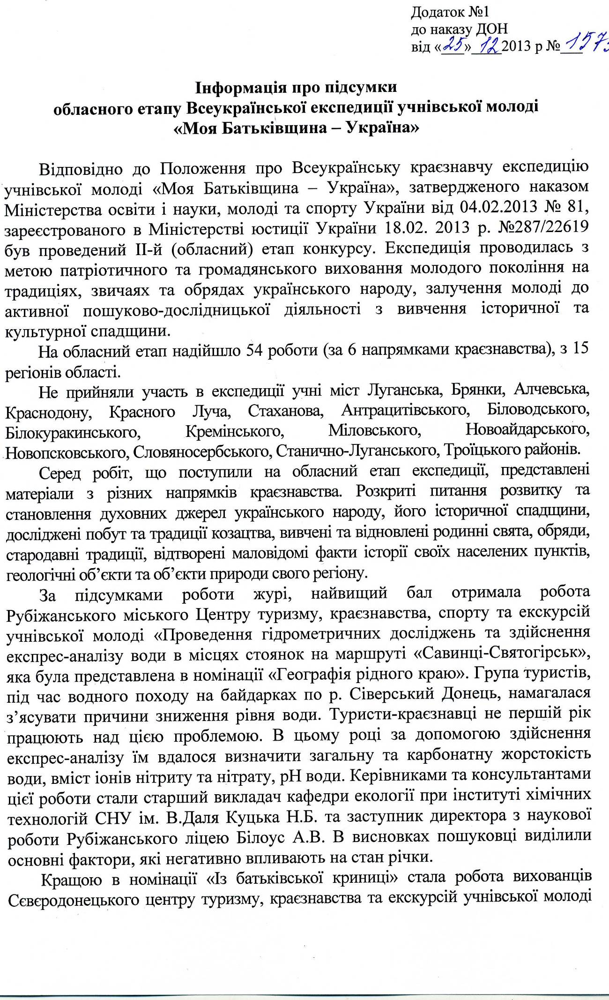 Додаток №1
до наказу ДОН
від «25» 12 2013 р №
Інформація про підсумки
обласного етапу Всеукраїнської експедиції учнівської молоді
«Моя Батьківщина – Україна»
Відповідно до Положення про Всеукраїнську краєзнавчу експедицію
учнівської молоді «Моя Батьківщина – Україна», затвердженого наказом
Міністерства освіти і науки, молоді та спорту України від 04.02.2013 № 81,
зареєстрованого в Міністерстві юстиції України 18.02. 2013 р. №287/22619
був проведений ІІ-й (обласний) етап конкурсу. Експедиція проводилась з
метою патріотичного та громадянського виховання молодого покоління на
традиціях, звичаях та обрядах українського народу, залучення молоді до
активної пошуково-дослідницької діяльності з вивчення історичної та
культурної спадщини.
На обласний етап надійшло 54 роботи (за 6 напрямками краєзнавства), з 15
регіонів області.
Не прийняли участь в експедиції учні міст Луганська, Брянки, Алчевська,
Краснодону, Красного Луча, Стаханова, Антрацитівського, Біловодського,
Білокуракинського, Кремінського, Міловського, Новоайдарського,
Новопсковського, Словяносербського, Станично-Луганського, Троїцького районів.
Серед робіт, що поступили на обласний етап експедиції, представлені
матеріали з різних напрямків краєзнавства. Розкриті питання розвитку та
становлення духовних джерел українського народу, його історичної спадщини,
досліджені побут та традиції козацтва, вивчені та відновлені родинні свята, обряди,
стародавні традиції, відтворені маловідомі факти історії своїх населених пунктів,
геологічні об’єкти та об’єкти природи свого регіону.
За підсумками роботи журі, найвищий бал отримала робота
Рубіжанського міського Центру туризму, краєзнавства, спорту та екскурсій
учнівської молоді «Проведення гідрометричних досліджень та здійснення
експрес-аналізу води в місцях стоянок на маршруті «Савинці-Святогірськ»,
яка була представлена в номінації «Географія рідного краю». Група туристів,
під час водного походу на байдарках по р. Сіверський Донець, намагалася
з’ясувати причини зниження рівня води. Туристи-краєзнавці не першій рік
працюють над цією проблемою. В цьому році за допомогою здійснення
експрес-аналізу їм вдалося визначити загальну та карбонатну жорстокість
води, вміст іонів нітриту та нітрату, рН води. Керівниками та консультантами
цієї роботи стали старший викладач кафедри екології при інституті хімічних
технологій СНУ ім. В.Даля Куцька Н.Б. та заступник директора з наукової
роботи Рубіжанського ліцею Білоус А.В. В висновках пошуковці виділили
основні фактори, які негативно впливають на стан річки.
Кращою в номінації «Із батьківської криниці» стала робота вихованців
Сєвєродонецького центру туризму, краєзнавства та екскурсій учнівської молоді